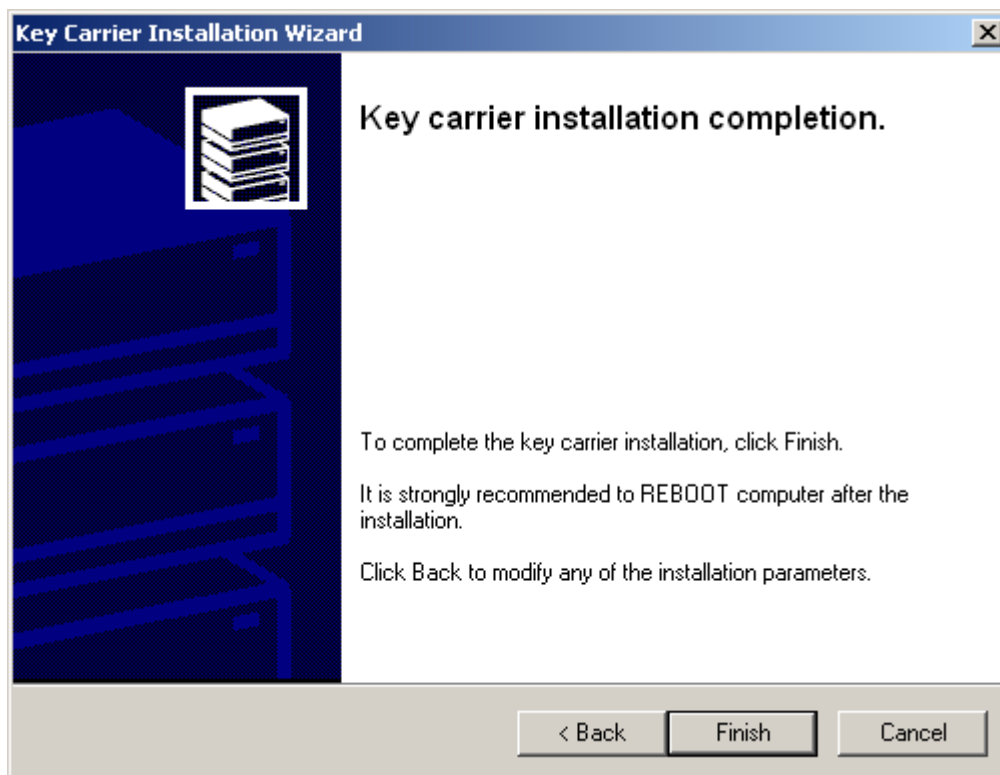 Key Carrier Installation Wizard
Key carrier installation completion.
To complete the key carrier installation, click Finish.
It is strongly recommended to REBOOT computer after the
installation.
Click Back to modify any of the installation parameters.
< Back
Finish
Cancel